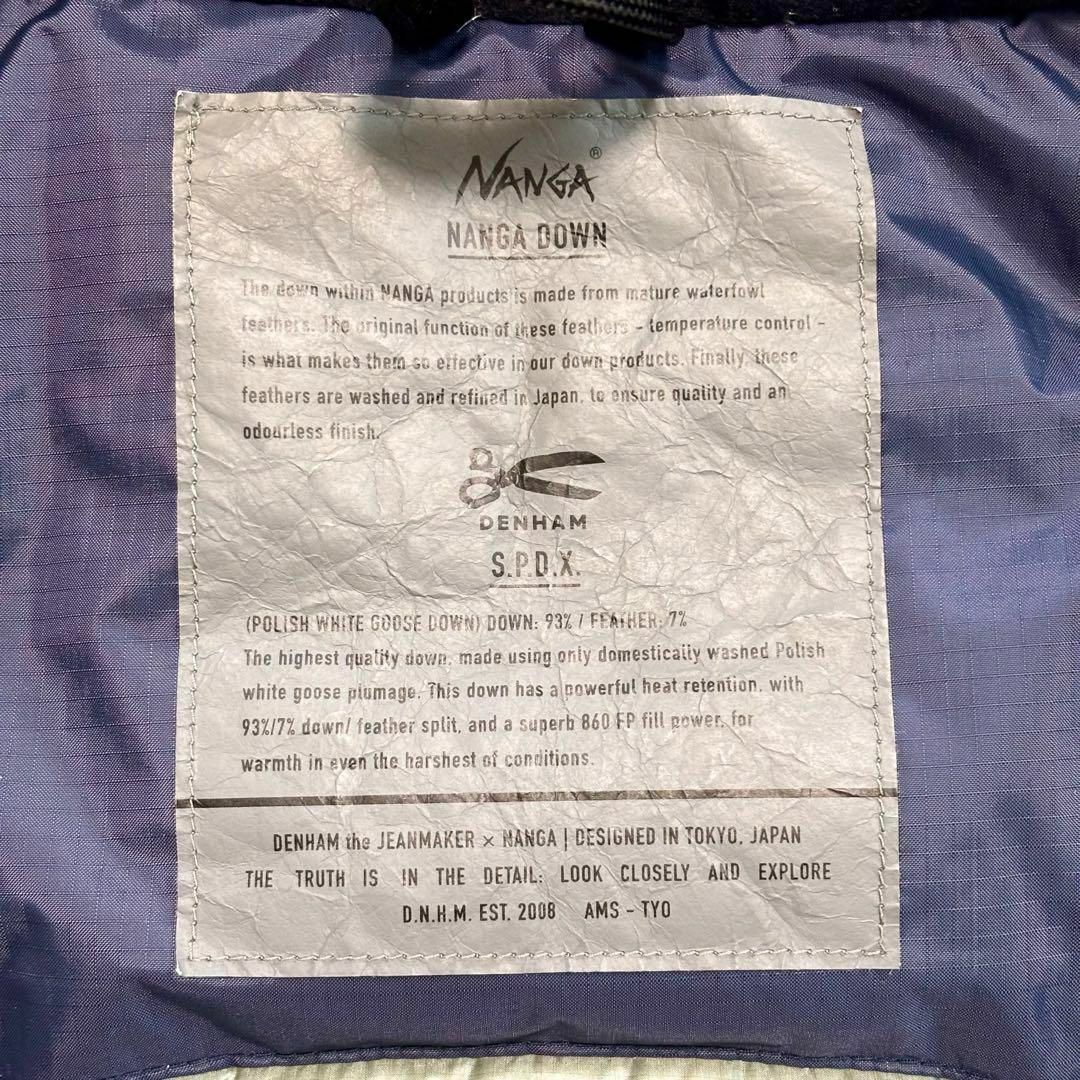 NANGA®
NANGA DOWN
The down within NANGA products is made from mature waterfowl
feathers. The original function of these feathers - temperature control -
is what makes them so effective in our down products. Finally, these
feathers are washed and refined in Japan, to ensure quality and an
odourless finish.
DENHAM
S.P.D.X.
(POLISH WHITE GOOSE DOWN) DOWN: 93% / FEATHER: 7%
The highest quality down, made using only domestically washed Polish
white goose plumage. This down has a powerful heat retention, with
93%/7% down/ feather split, and a superb 860 FP fill power, for
warmth in even the harshest of conditions.
DENHAM the JEANMAKER × NANGA | DESIGNED IN TOKYO, JAPAN
THE TRUTH IS IN THE DETAIL: LOOK CLOSELY AND EXPLORE
D.N.H.M. EST. 2008 AMS - TYO